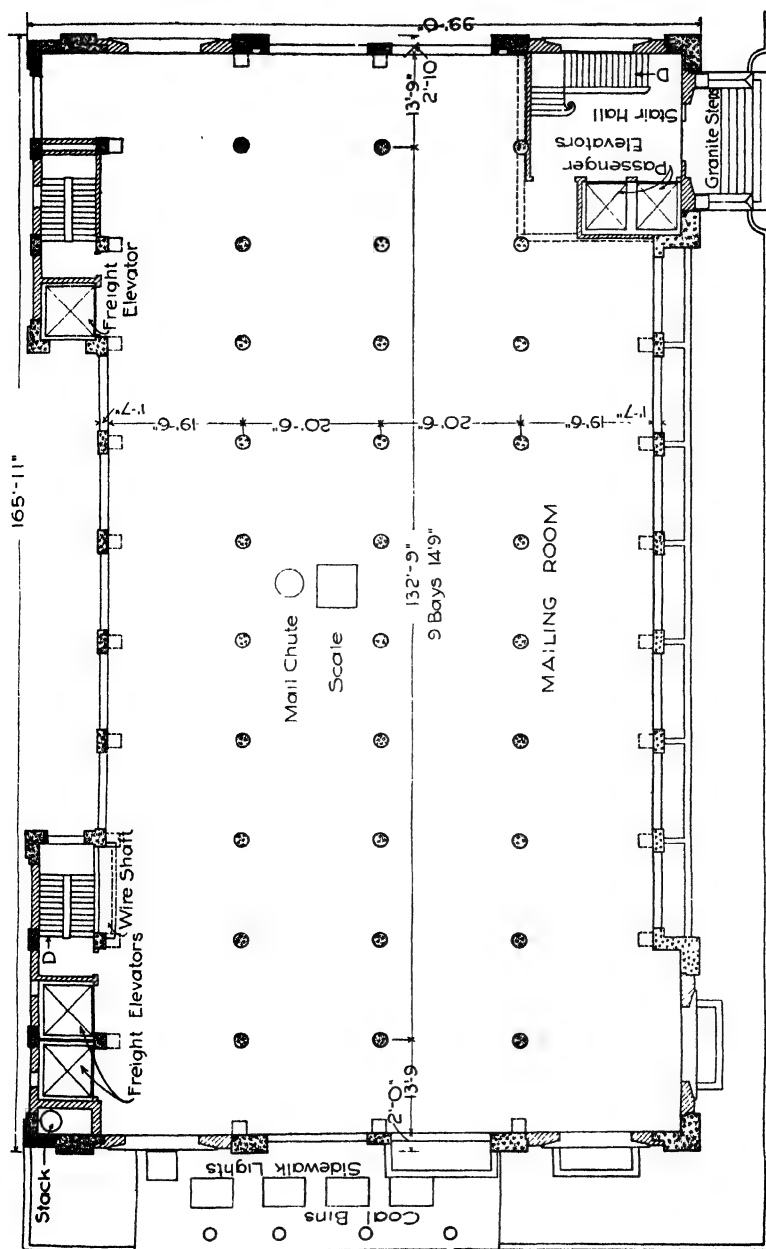 99'-0"
13'-9"
2'-10"
D
Stair Hall
Passenger
Elevators
Granite Steps
Freight
Elevator
165'-11"
1'-7"
19'-6"
20'-6"
20'-6"
19'-6"
1'-7"
132'-9"
9 Bays 14'9"
Mail Chute
Scale
MAILING ROOM
Wire Shaft
D
Freight Elevators
Stack
2'-0"
13'-9
Sidewalk Lights
Coal Bins